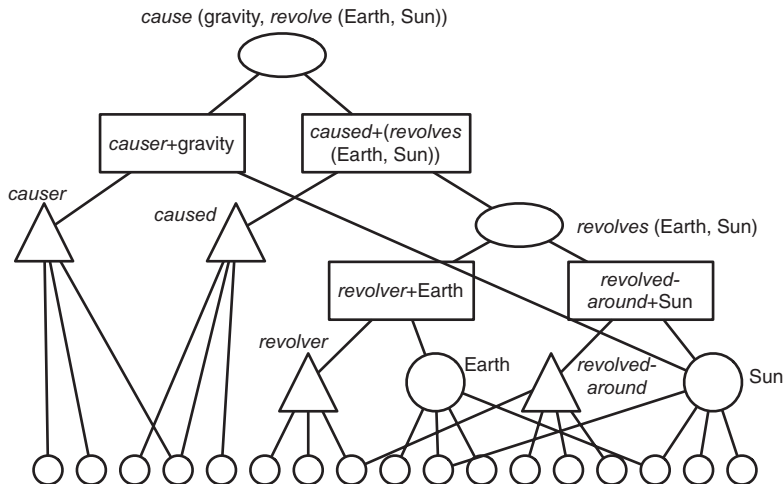 cause (gravity, revolve (Earth, Sun))
causer+gravity
caused+(revolves
(Earth, Sun))
causer
caused
revolves (Earth, Sun)
revolver+Earth
revolved-
around+Sun
revolver
Earth
revolved-
around
Sun